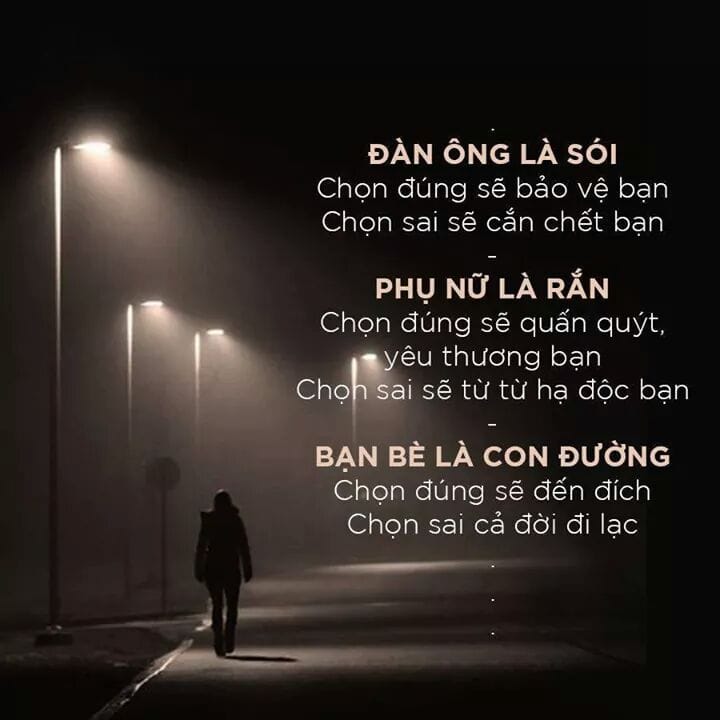 ĐÀN ÔNG LÀ SÓI
Chọn đúng sẽ bảo vệ bạn
Chọn sai sẽ cắn chết bạn
-
PHỤ NỮ LÀ RẮN
Chọn đúng sẽ quấn quýt,
yêu thương bạn
Chọn sai sẽ từ từ hạ độc bạn
-
BẠN BÈ LÀ CON ĐƯỜNG
Chọn đúng sẽ đến đích
Chọn sai cả đời đi lạc